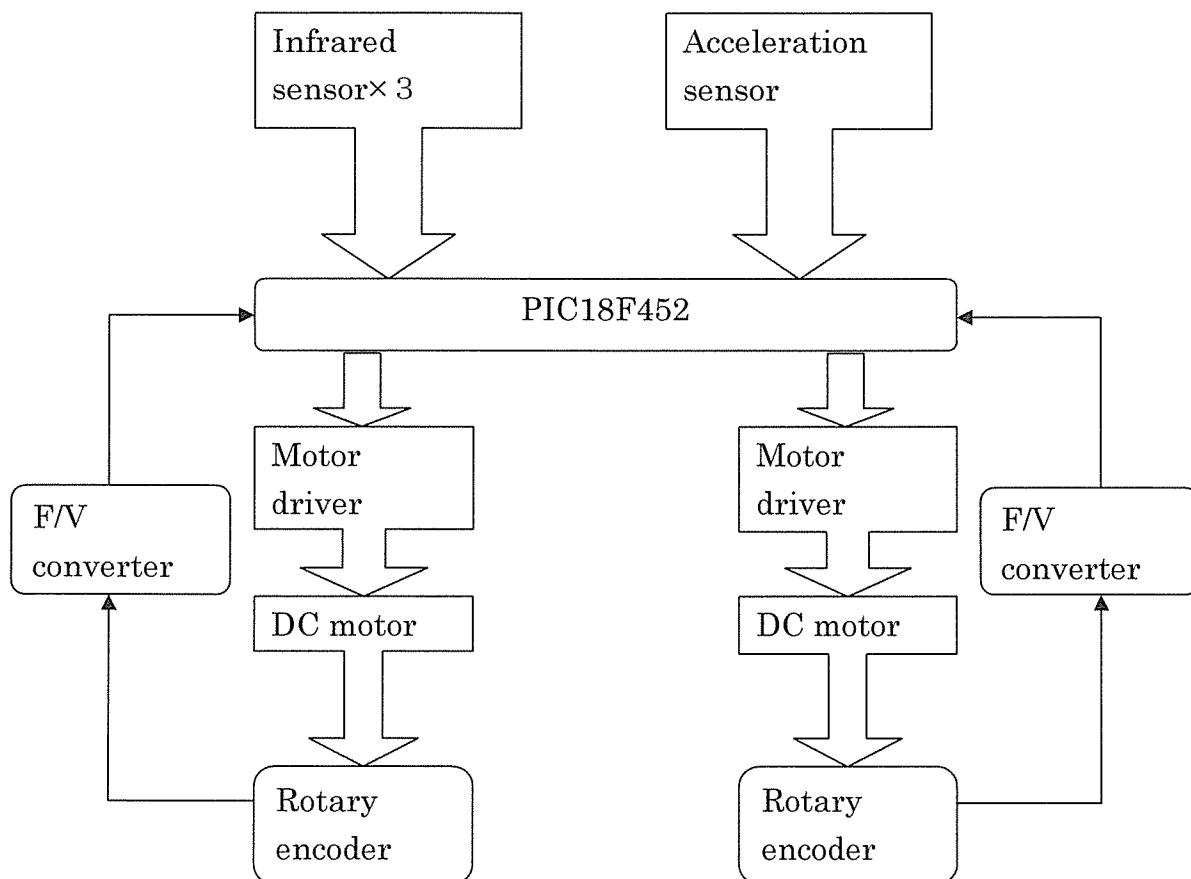 Infrared
sensor×３
Acceleration
sensor
PIC18F452
Motor
driver
Motor
driver
F/V
converter
F/V
converter
DC motor
DC motor
Rotary
encoder
Rotary
encoder